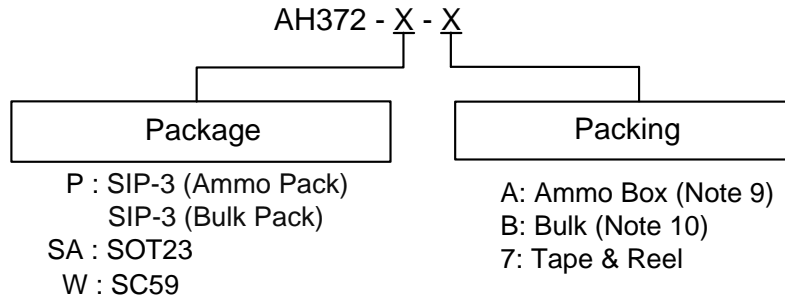 AH372 - X - X
Package
Packing
P : SIP-3 (Ammo Pack)
SIP-3 (Bulk Pack)
SA : SOT23
W : SC59
A: Ammo Box (Note 9)
B: Bulk (Note 10)
7: Tape & Reel